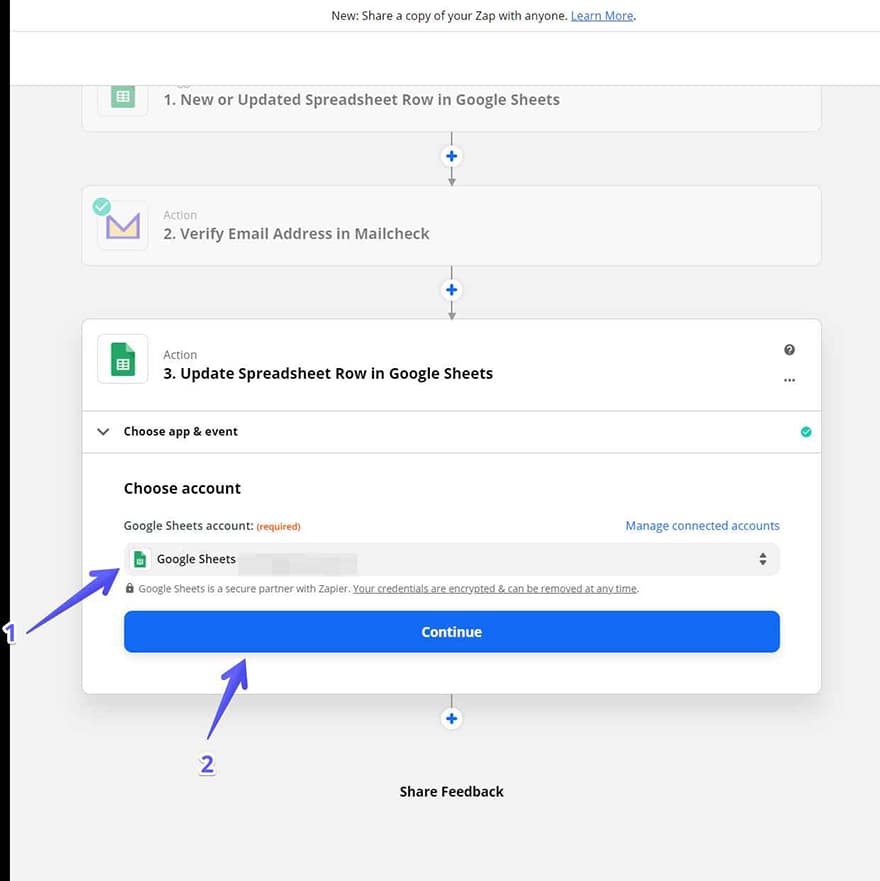 New: Share a copy of your Zap with anyone. Learn More.
1. New or Updated Spreadsheet Row in Google Sheets
Action
2. Verify Email Address in Mailcheck
Action
3. Update Spreadsheet Row in Google Sheets
Choose app & event
Choose account
Google Sheets account: (required)
Manage connected accounts
Google Sheets
Google Sheets is a secure partner with Zapier. Your credentials are encrypted & can be removed at any time.
1
Continue
2
Share Feedback